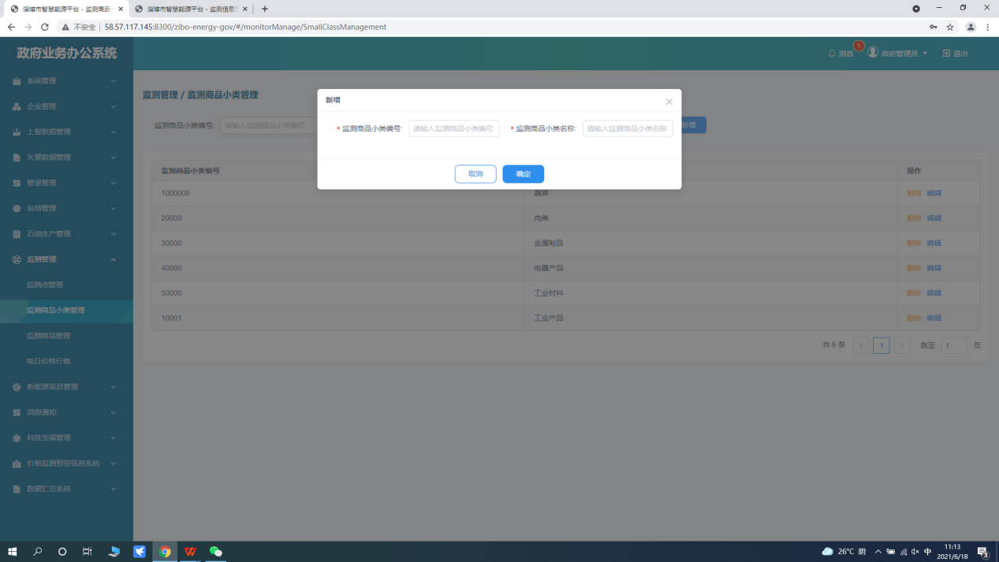 淄博市智慧能源平台 - 监测商品
淄博市智慧能源平台 - 监测信息
不安全 58.57.117.145:8300/zibo-energy-gov/#/monitorManage/SmallClassManagement
政府业务办公系统
消息 1 政府管理员 退出
系统管理
企业管理
上报数据管理
矢量数据管理
管道管理
站场管理
石油生产管理
监测管理
监测点管理
监测商品小类管理
监测商品管理
每日价格行情
新能源项目管理
消息通知
科技发展管理
价格监测预警信息系统
数据汇总系统
监测管理 / 监测商品小类管理
监测商品小类编号: 请输入监测商品小类编号
新增
新增
* 监测商品小类编号: 请输入监测商品小类编号 * 监测商品小类名称: 请输入监测商品小类名称
取消 确定
监测商品小类编号 操作
1000008 蔬菜 删除 编辑
20000 肉类 删除 编辑
30000 金属制品 删除 编辑
40000 电器产品 删除 编辑
50000 工业材料 删除 编辑
10001 工业产品 删除 编辑
共 6 条 1 跳至 1 页
26°C 阴 中 11:13
2021/6/18 3